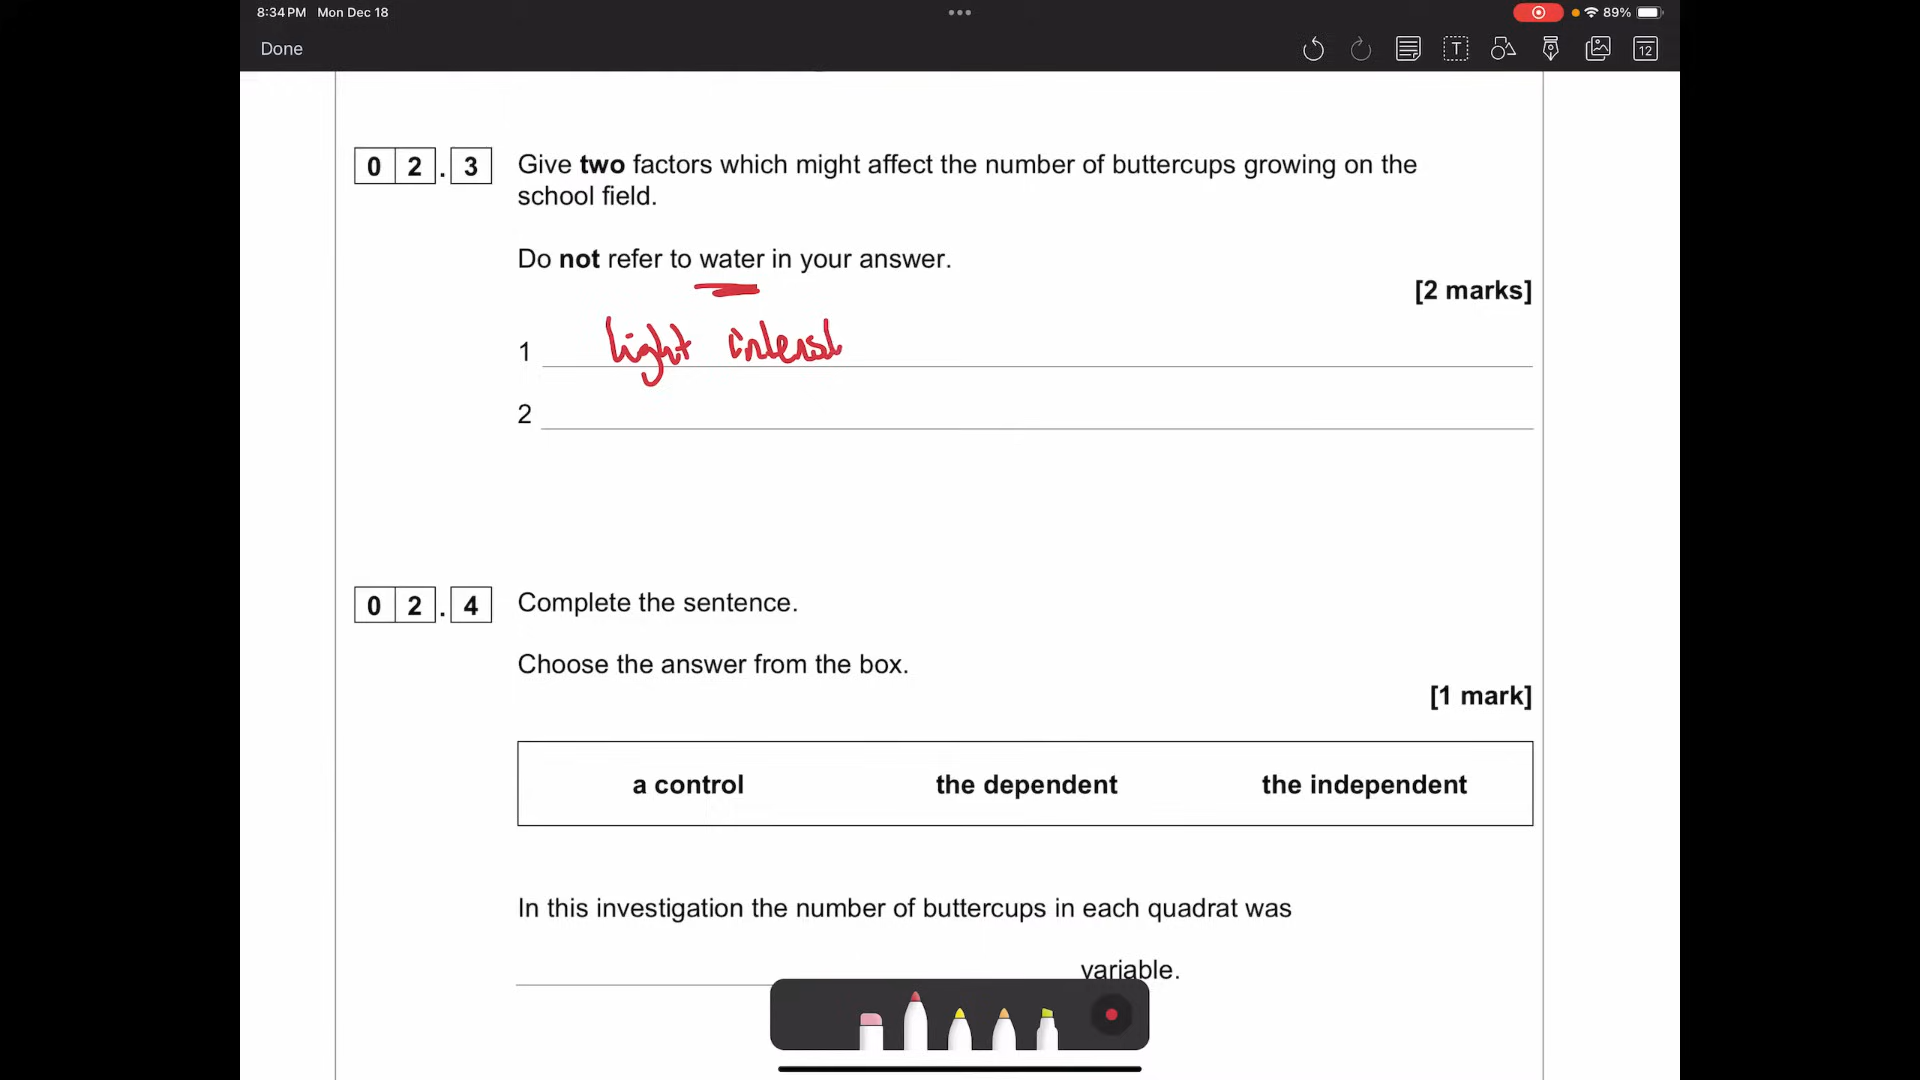 8:34 PM Mon Dec 18
89%
Done
T
12
0 2 . 3 Give two factors which might affect the number of buttercups growing on the
school field.
Do not refer to water in your answer.
[2 marks]
1 light intensi
2
0 2 . 4 Complete the sentence.
Choose the answer from the box.
[1 mark]
a control the dependent the independent
In this investigation the number of buttercups in each quadrat was
variable.